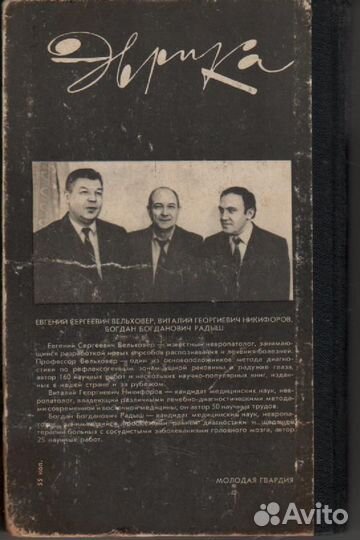 Эврика
ЕВГЕНИЙ СЕРГЕЕВИЧ ВЕЛЬХОВЕР, ВИТАЛИЙ ГЕОРГИЕВИЧ НИКИФОРОВ,
БОГДАН БОГДАНОВИЧ РАДЫШ
Евгений Сергеевич Вельховер — известный невропатолог, занимаю-
щийся разработкой новых способов распознавания и лечения болезней.
Профессор Вельховер — один из основоположников метода диагно-
стики по рефлексогенным зонам ушной раковины и радужке глаза,
автор 160 научных работ и нескольких научно-популярных книг, издан-
ных в нашей стране и за рубежом.
Виталий Георгиевич Никифоров — кандидат медицинских наук, нев-
ропатолог, владеющий различными лечебно-диагностическими метода-
ми современной и восточной медицины, он автор 50 научных трудов.
Богдан Богданович Радыш — кандидат медицинских наук, невропа-
толог, занимающийся проблемами ранней диагностики и
терапии больных с сосудистыми заболеваниями головного мозга, автор
25 научных работ.
55 коп.
МОЛОДАЯ ГВАРДИЯ
Avito